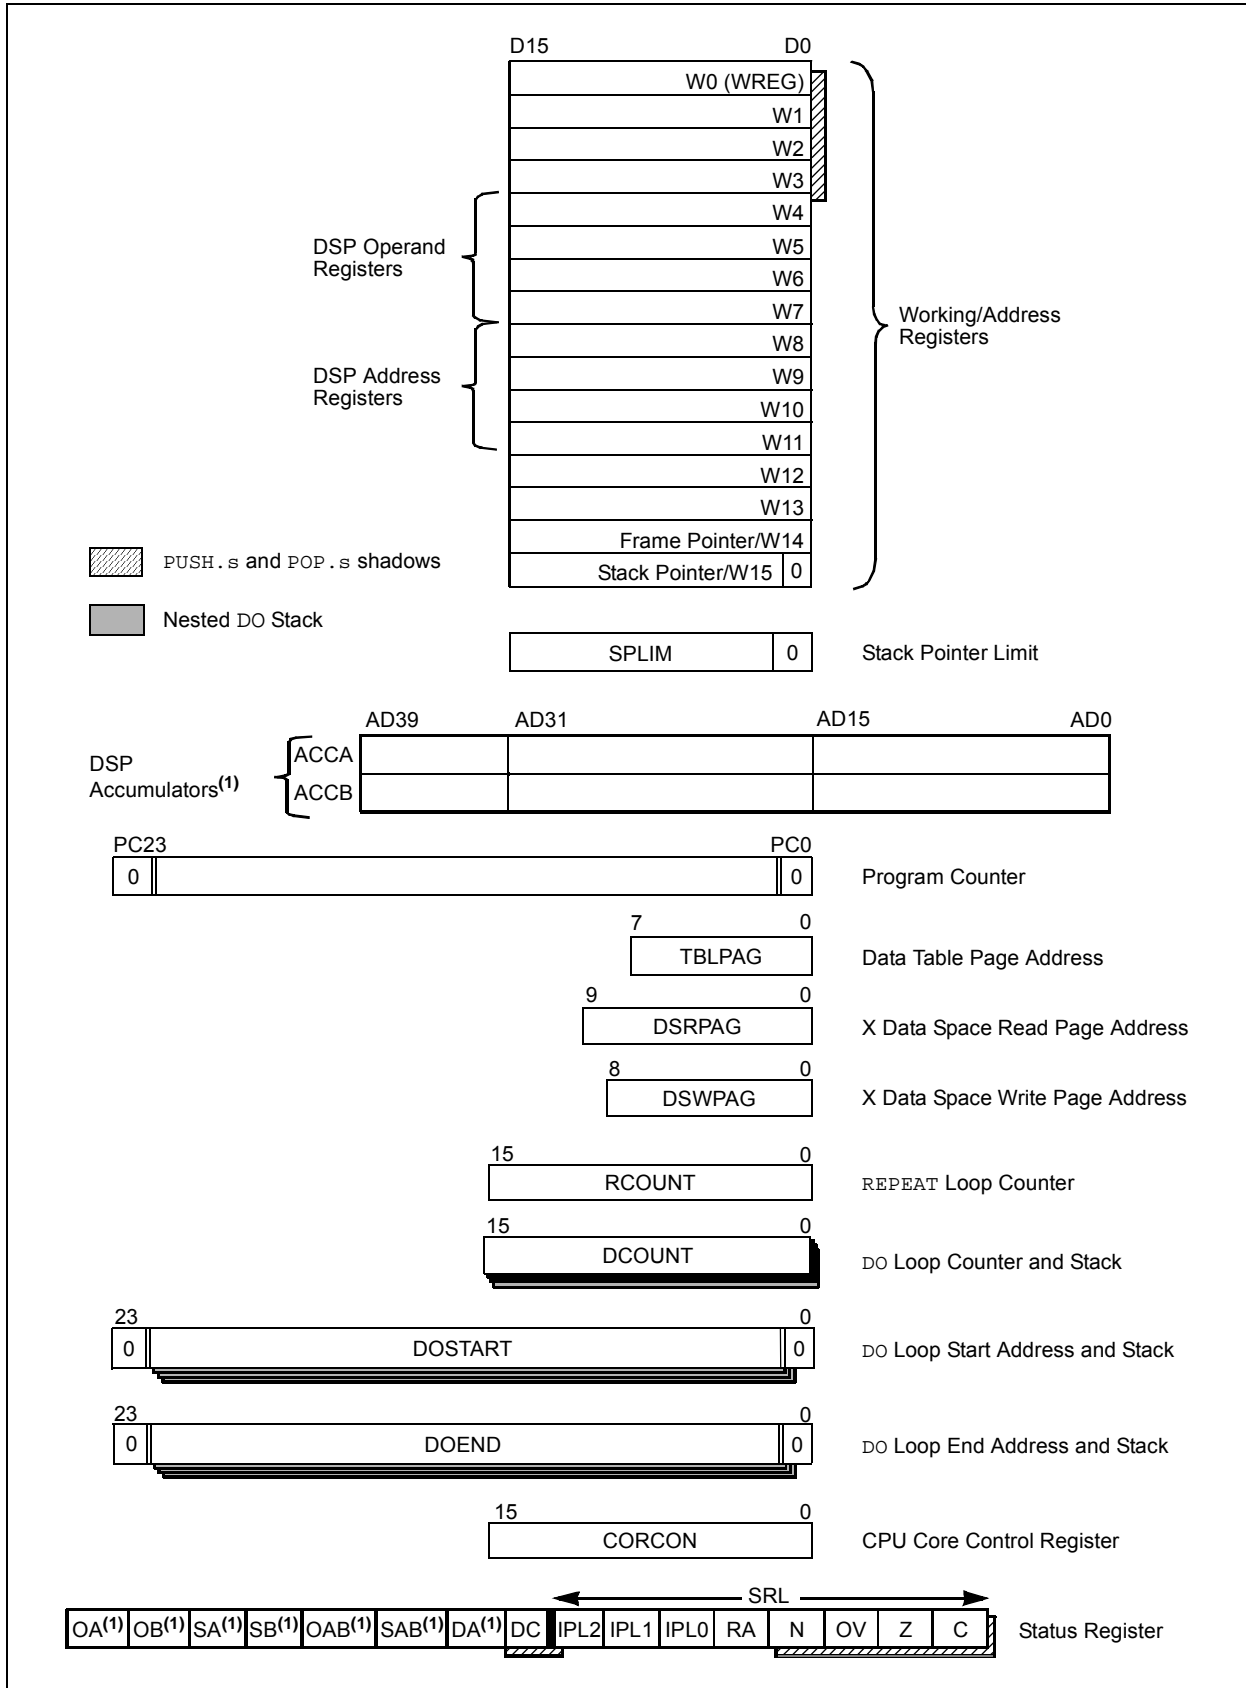 D15 D0
W0 (WREG)
W1
W2
W3
W4
DSP Operand
Registers
W5
W6
W7
Working/Address
Registers
W8
DSP Address
Registers
W9
W10
W11
W12
W13
Frame Pointer/W14
PUSH.s and POP.s shadows
Stack Pointer/W15 0
Nested DO Stack
SPLIM 0 Stack Pointer Limit
AD39 AD31 AD15 AD0
DSP
Accumulators(1)
ACCA
ACCB
PC23 PC0
0 0 Program Counter
7 0
TBLPAG Data Table Page Address
9 0
DSRPAG X Data Space Read Page Address
8 0
DSWPAG X Data Space Write Page Address
15 0
RCOUNT REPEAT Loop Counter
15 0
DCOUNT DO Loop Counter and Stack
23 0
0 DOSTART 0 DO Loop Start Address and Stack
23 0
0 DOEND 0 DO Loop End Address and Stack
15 0
CORCON CPU Core Control Register
SRL
OA(1) OB(1) SA(1) SB(1) OAB(1) SAB(1) DA(1) DC IPL2 IPL1 IPL0 RA N OV Z C Status Register